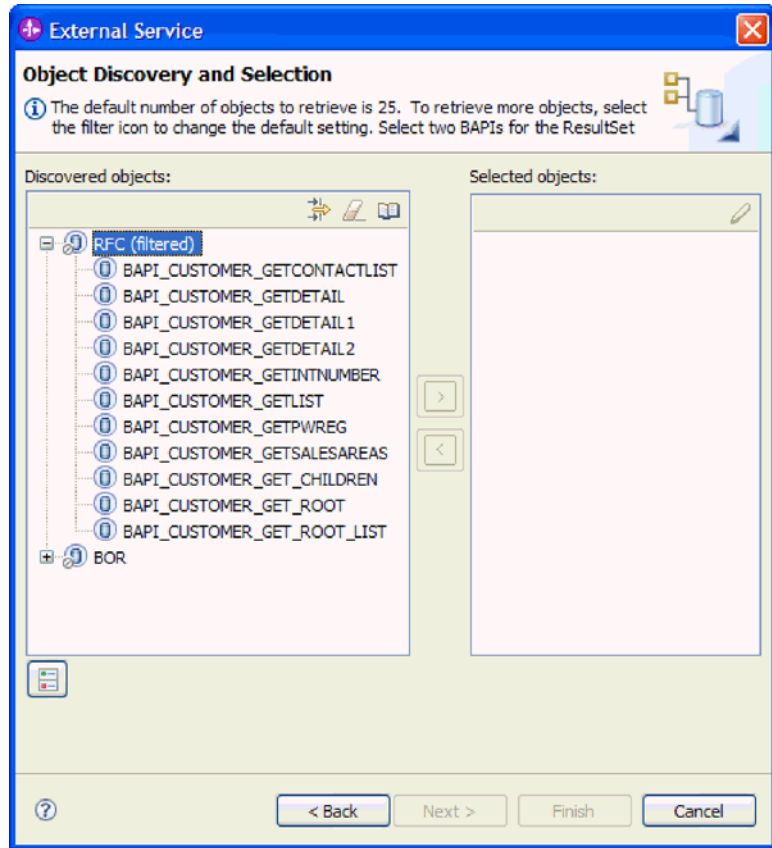 External Service
Object Discovery and Selection
The default number of objects to retrieve is 25. To retrieve more objects, select
the filter icon to change the default setting. Select two BAPIs for the ResultSet
Discovered objects:
Selected objects:
RFC (filtered)
BAPI_CUSTOMER_GETCONTACTLIST
BAPI_CUSTOMER_GETDETAIL
BAPI_CUSTOMER_GETDETAIL1
BAPI_CUSTOMER_GETDETAIL2
BAPI_CUSTOMER_GETINTNUMBER
BAPI_CUSTOMER_GETLIST
BAPI_CUSTOMER_GETPWREG
BAPI_CUSTOMER_GETSALESAREAS
BAPI_CUSTOMER_GET_CHILDREN
BAPI_CUSTOMER_GET_ROOT
BAPI_CUSTOMER_GET_ROOT_LIST
BOR
>
<
? < Back Next > Finish Cancel